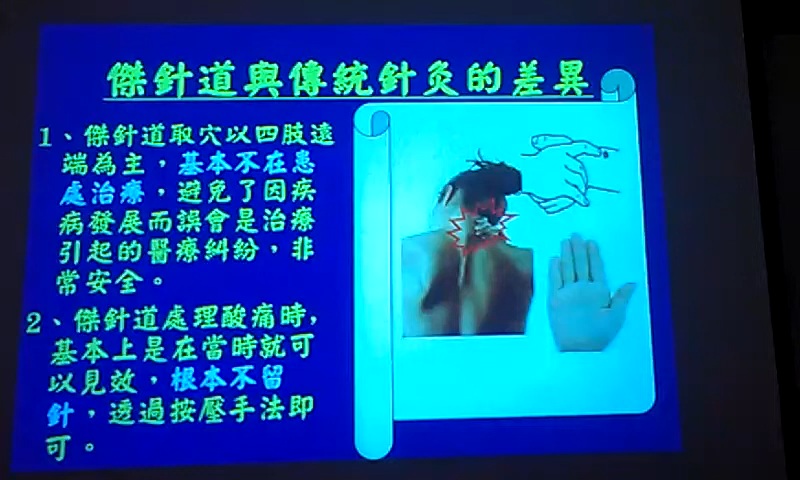 傑針道與傳統針灸的差異
1、傑針道取穴以四肢遠
端為主，基本不在患
處治療，避免了因疾
病發展而誤會是治療
引起的醫療糾紛，非
常安全。
2、傑針道處理酸痛時,
基本上是在當時就可
以見效，根本不留
針，透過按壓手法即
可。